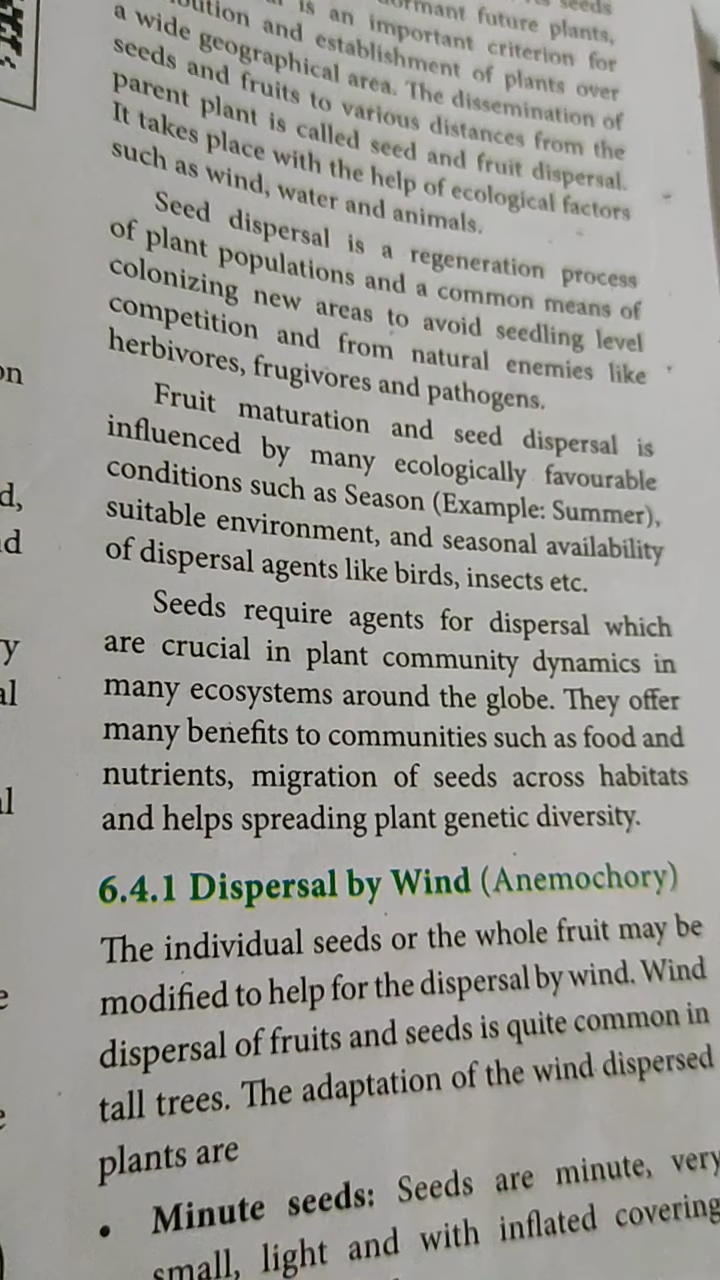 seeds
dormant future plants,
is an important criterion for
and establishment of plants over
a wide geographical area. The dissemination of
seeds and fruits to various distances from the
parent plant is called seed and fruit dispersal.
It takes place with the help of ecological factors
such as wind, water and animals.
Seed dispersal is a regeneration process
of plant populations and a common means of
colonizing new areas to avoid seedling level
competition and from natural enemies like
herbivores, frugivores and pathogens.
Fruit maturation and seed dispersal is
influenced by many ecologically favourable
conditions such as Season (Example: Summer),
suitable environment, and seasonal availability
of dispersal agents like birds, insects etc.
Seeds require agents for dispersal which
are crucial in plant community dynamics in
many ecosystems around the globe. They offer
many benefits to communities such as food and
nutrients, migration of seeds across habitats
and helps spreading plant genetic diversity.
6.4.1 Dispersal by Wind (Anemochory)
The individual seeds or the whole fruit may be
modified to help for the dispersal by wind. Wind
dispersal of fruits and seeds is quite common in
tall trees. The adaptation of the wind dispersed
plants are
• Minute seeds: Seeds are minute, very
small, light and with inflated covering